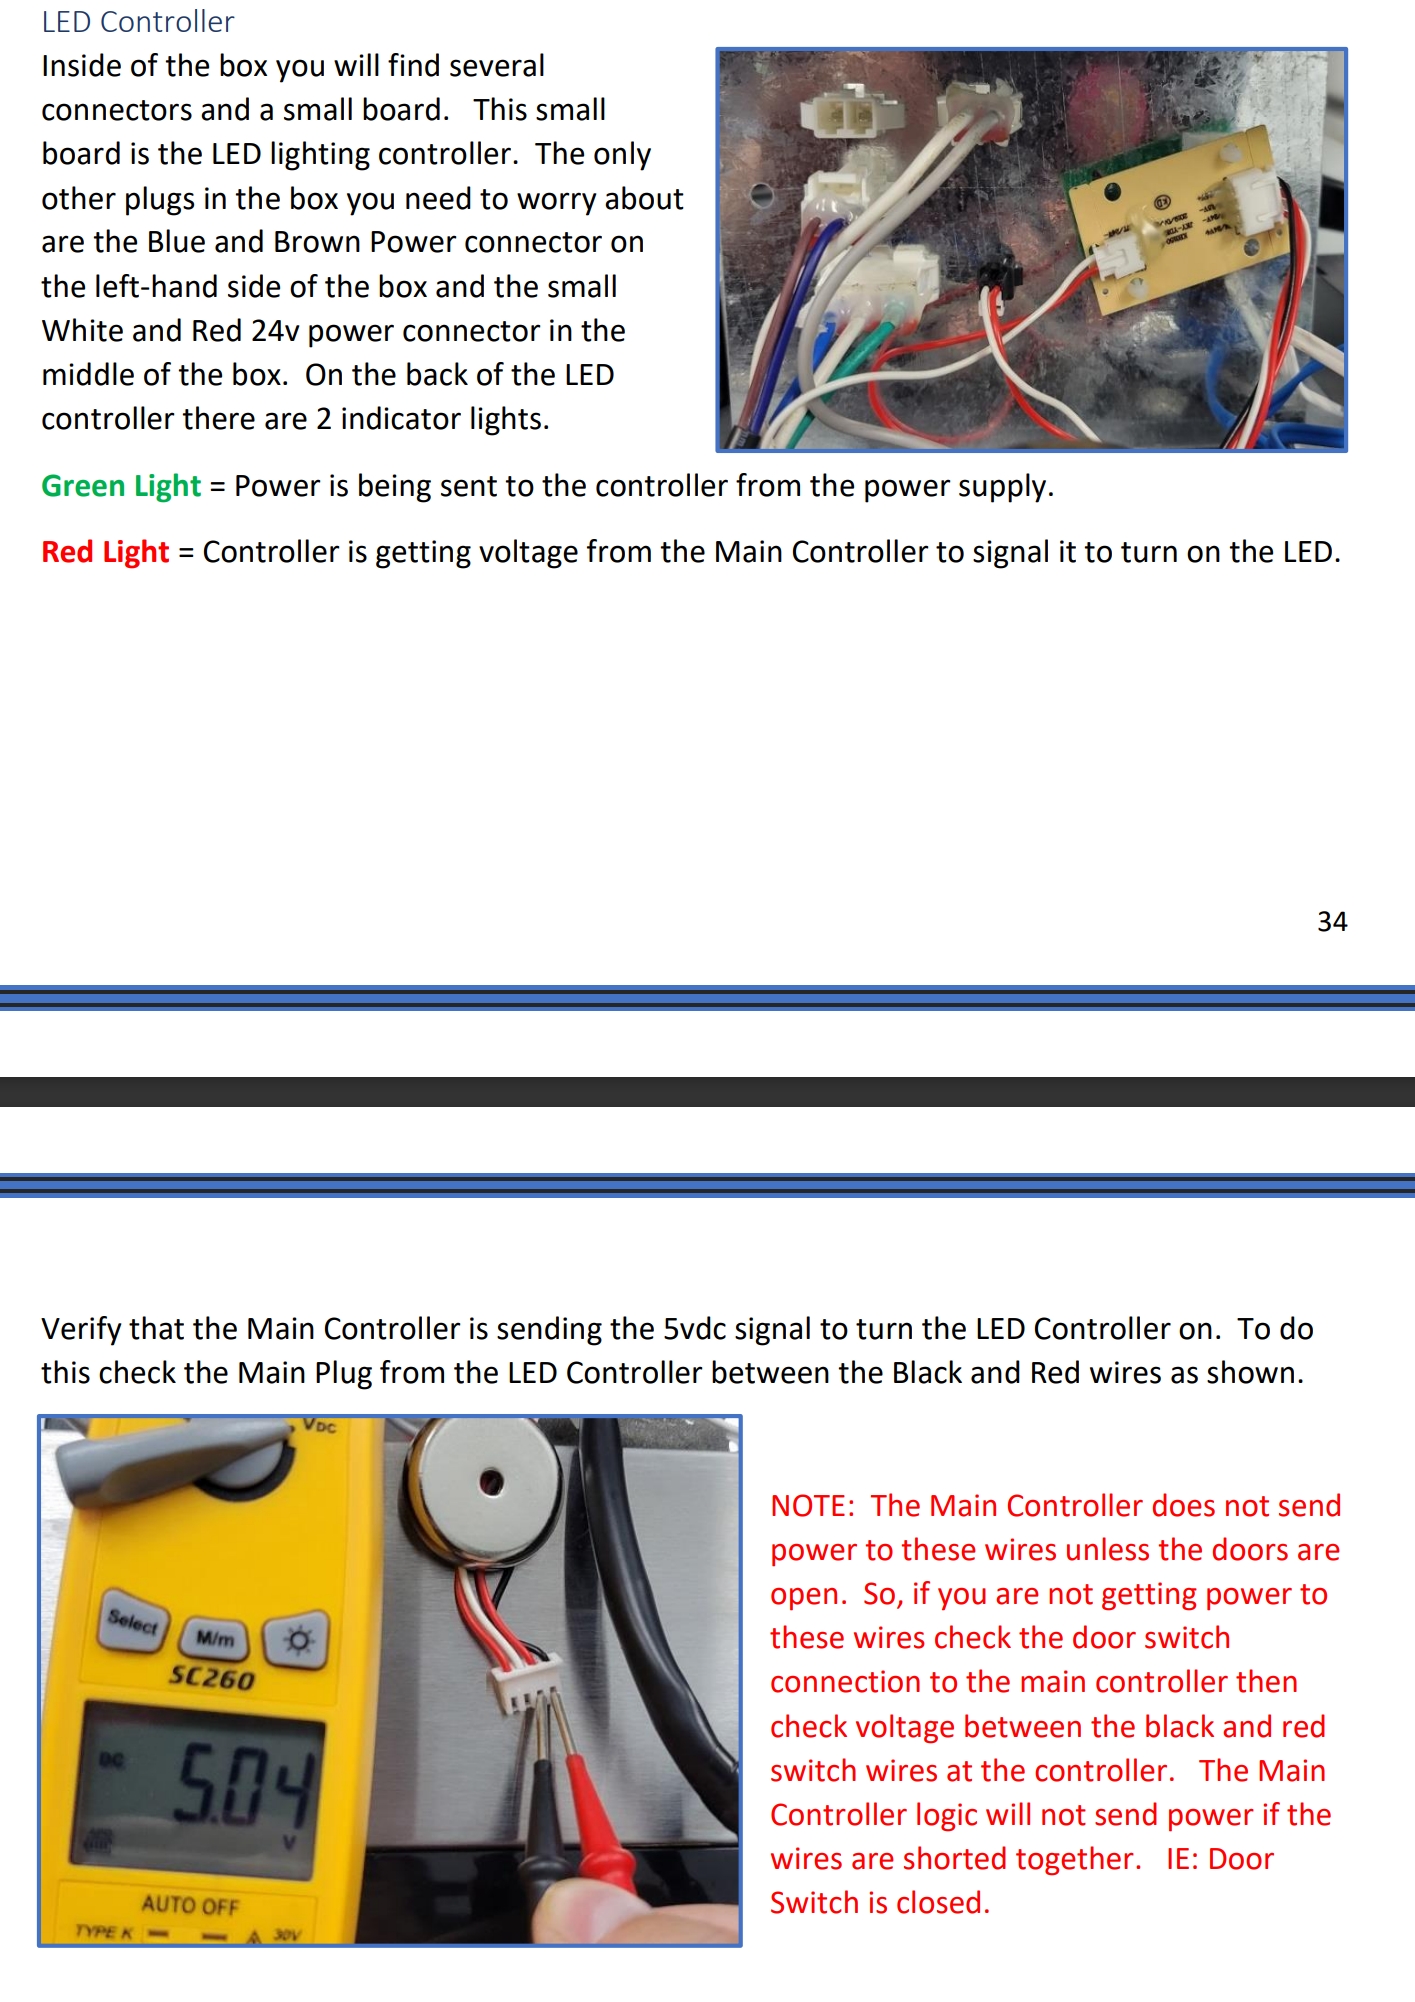 LED Controller
Inside of the box you will find several
connectors and a small board. This small
board is the LED lighting controller. The only
other plugs in the box you need to worry about
are the Blue and Brown Power connector on
the left-hand side of the box and the small
White and Red 24v power connector in the
middle of the box. On the back of the LED
controller there are 2 indicator lights.
Green Light = Power is being sent to the controller from the power supply.
Red Light = Controller is getting voltage from the Main Controller to signal it to turn on the LED.
34
Verify that the Main Controller is sending the 5vdc signal to turn the LED Controller on. To do
this check the Main Plug from the LED Controller between the Black and Red wires as shown.
VDC
Select
M/m
SC260
DC
5.04
V
AUTO OFF
TYPE K
30V
NOTE: The Main Controller does not send
power to these wires unless the doors are
open. So, if you are not getting power to
these wires check the door switch
connection to the main controller then
check voltage between the black and red
switch wires at the controller. The Main
Controller logic will not send power if the
wires are shorted together. IE: Door
Switch is closed.